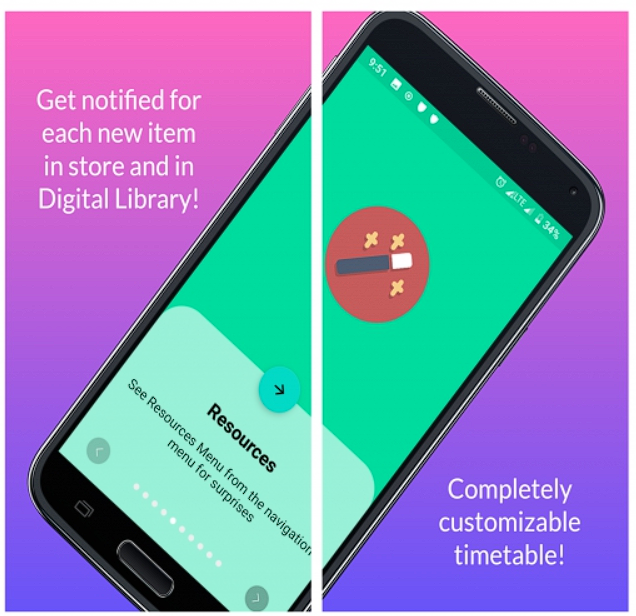 Get notified for
each new item
in store and in
Digital Library!
9:51
LTE
34%
Resources
See Resources Menu from the navigation
menu for surprises
Completely
customizable
timetable!